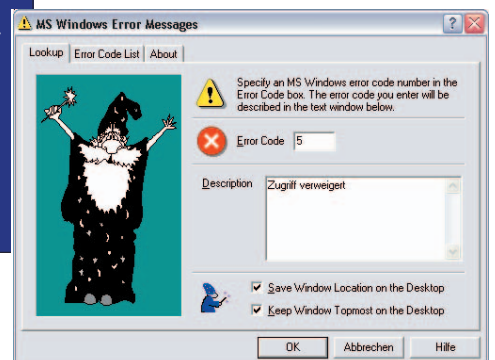 MS Windows Error Messages
Lookup Error Code List About
Specify an MS Windows error code number in the
Error Code box. The error code you enter will be
described in the text window below.
Error Code 5
Description Zugriff verweigert
Save Window Location on the Desktop
Keep Window Topmost on the Desktop
OK Abbrechen Hilfe